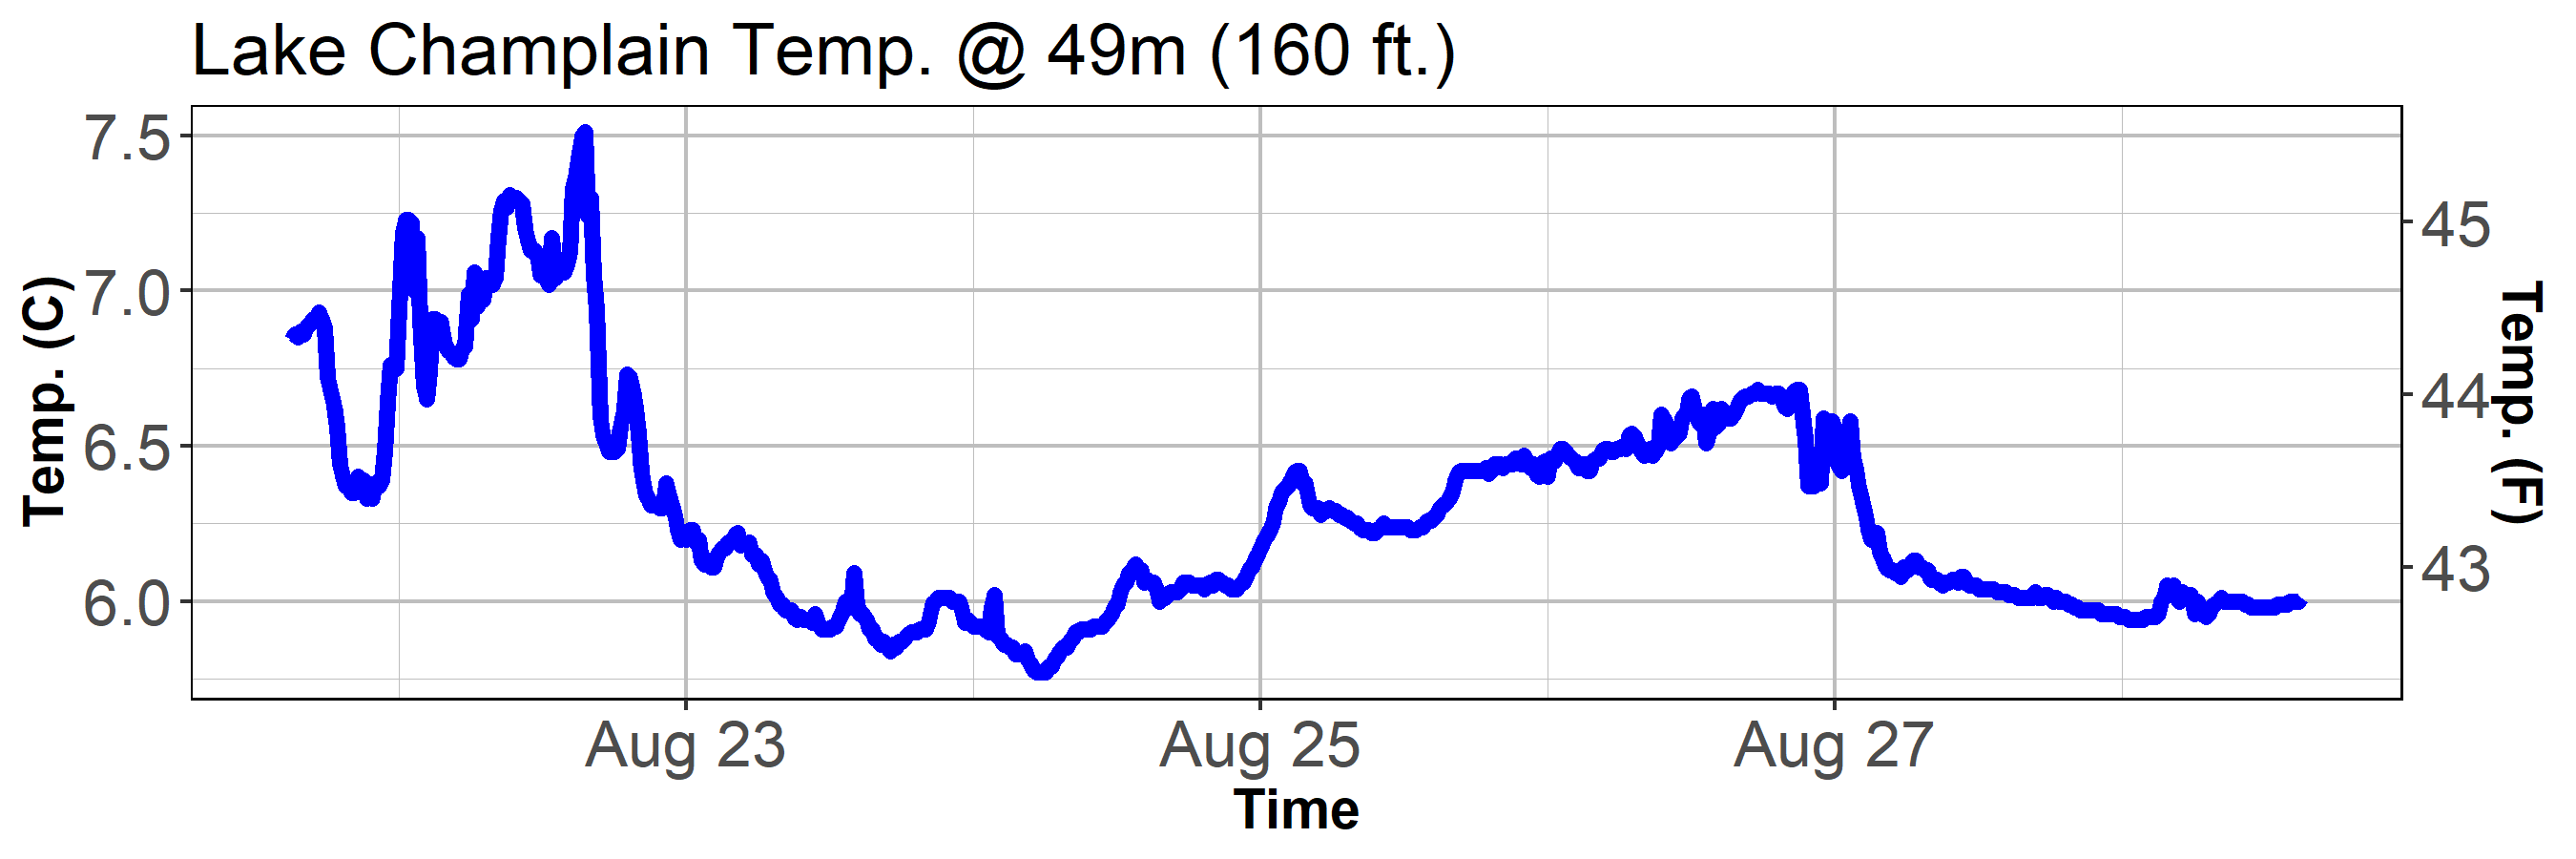 Lake Champlain Temp. @ 49m (160 ft.)
7.5
7.0
6.5
6.0
Temp. (C)
45
44
43
Temp. (F)
Aug 23 Aug 25 Aug 27
Time